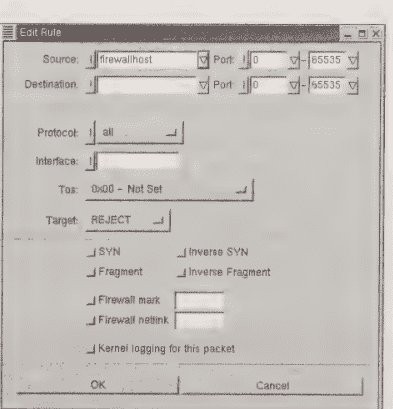 Edit Rule
Source: ! firewallhost Port: ! 0 - 65535
Destination: ! Port: ! 0 - 65535
Protocol: ! all
Interface: !
Tos: 0x00 - Not Set
Target: REJECT
SYN Inverse SYN
Fragment Inverse Fragment
Firewall mark
Firewall netlink
Kernel logging for this packet
OK Cancel